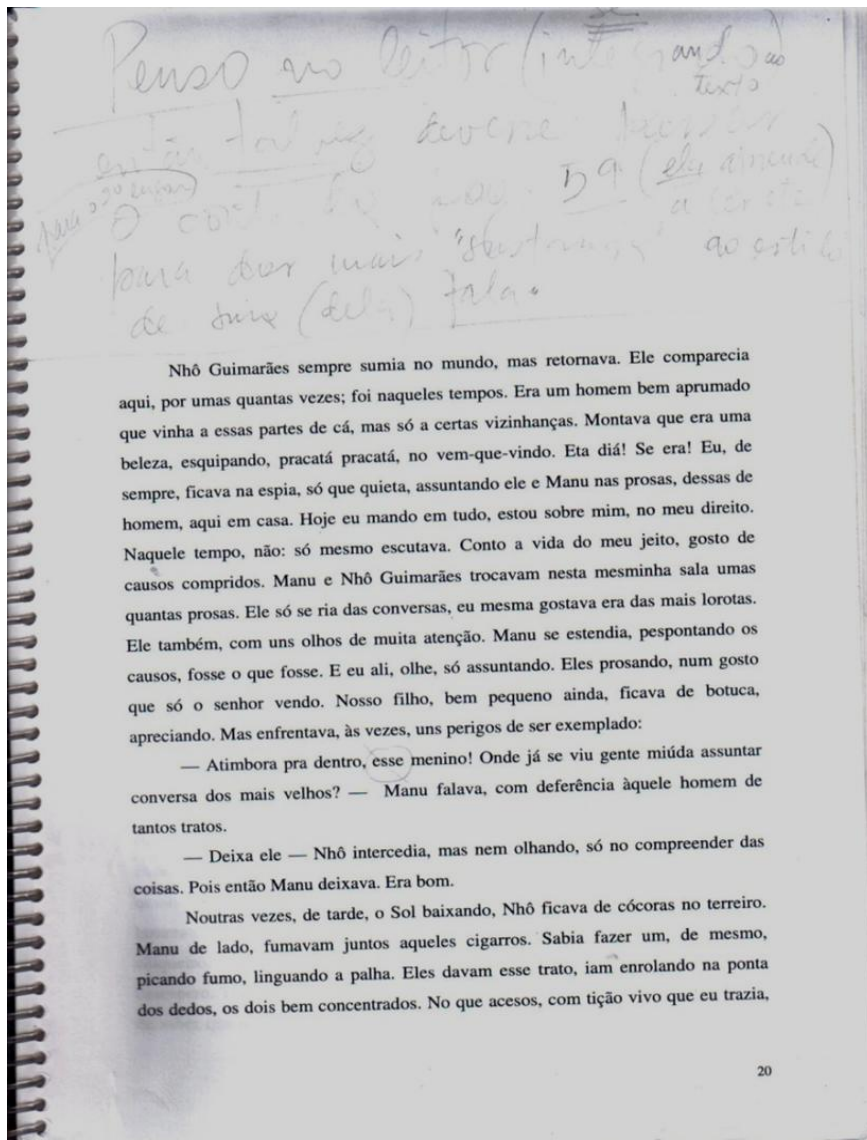 Penso no leitor (integrando ao
texto
então talvez devesse
O
para dar mais ao estilo
de sua (dela) fala.
Nhô Guimarães sempre sumia no mundo, mas retornava. Ele comparecia
aqui, por umas quantas vezes; foi naqueles tempos. Era um homem bem aprumado
que vinha a essas partes de cá, mas só a certas vizinhanças. Montava que era uma
beleza, esquipando, pracatá pracatá, no vem-que-vindo. Eta diá! Se era! Eu, de
sempre, ficava na espia, só que quieta, assuntando ele e Manu nas prosas, dessas de
homem, aqui em casa. Hoje eu mando em tudo, estou sobre mim, no meu direito.
Naquele tempo, não: só mesmo escutava. Conto a vida do meu jeito, gosto de
causos compridos. Manu e Nhô Guimarães trocavam nesta mesminha sala umas
quantas prosas. Ele só se ria das conversas, eu mesma gostava era das mais lorotas.
Ele também, com uns olhos de muita atenção. Manu se estendia, pespontando os
causos, fosse o que fosse. E eu ali, olhe, só assuntando. Eles prosando, num gosto
que só o senhor vendo. Nosso filho, bem pequeno ainda, ficava de botuca,
apreciando. Mas enfrentava, às vezes, uns perigos de ser exemplado:
— Atimbora pra dentro, esse menino! Onde já se viu gente miúda assuntar
conversa dos mais velhos? — Manu falava, com deferência àquele homem de
tantos tratos.
— Deixa ele — Nhô intercedia, mas nem olhando, só no compreender das
coisas. Pois então Manu deixava. Era bom.
Noutras vezes, de tarde, o Sol baixando, Nhô ficava de cócoras no terreiro.
Manu de lado, fumavam juntos aqueles cigarros. Sabia fazer um, de mesmo,
picando fumo, linguando a palha. Eles davam esse trato, iam enrolando na ponta
dos dedos, os dois bem concentrados. No que acesos, com tição vivo que eu trazia,
20